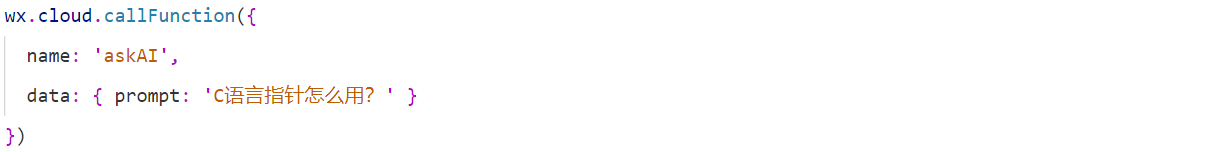 wx.cloud.callFunction({
  name: 'askAI',
  data: { prompt: 'C语言指针怎么用？' }
})